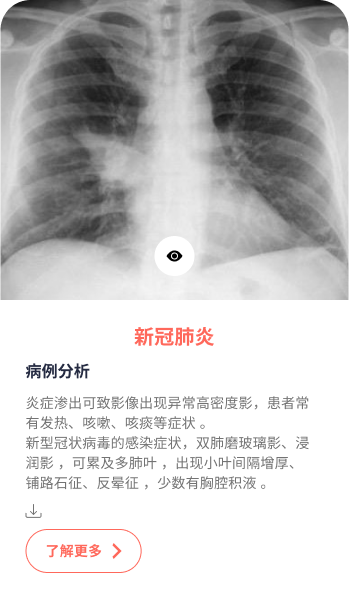 新冠肺炎
病例分析
炎症渗出可致影像出现异常高密度影，患者常
有发热、咳嗽、咳痰等症状 。
新型冠状病毒的感染症状，双肺磨玻璃影、浸
润影 ，可累及多肺叶 ，出现小叶间隔增厚、
铺路石征、反晕征 ，少数有胸腔积液 。
了解更多